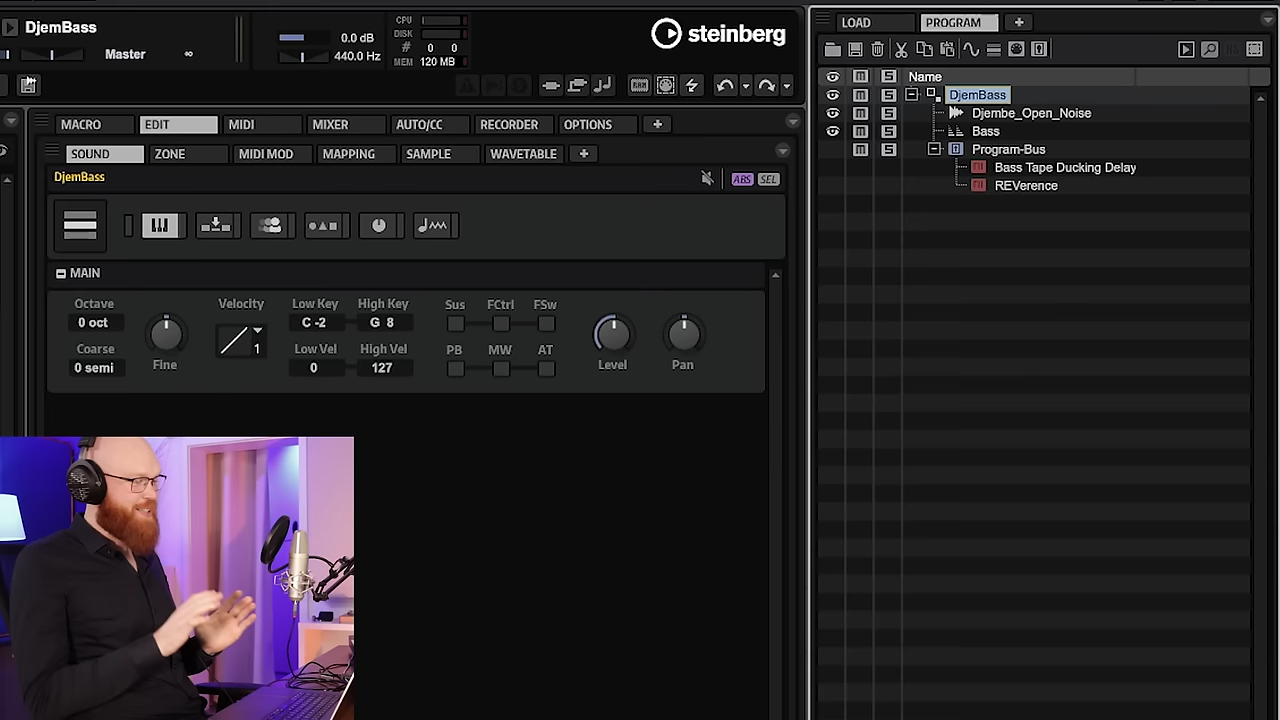 DjemBass
Master
∞
0.0 dB
440.0 Hz
CPU
DISK
# 0 0
MEM 120 MB
steinberg
LOAD
PROGRAM
+
MACRO
EDIT
MIDI
MIXER
AUTO/CC
RECORDER
OPTIONS
+
SOUND
ZONE
MIDI MOD
MAPPING
SAMPLE
WAVETABLE
+
DjemBass
ABS
SEL
MAIN
Octave
0 oct
Coarse
0 semi
Fine
Velocity
1
Low Key
High Key
C -2
G 8
Low Vel
High Vel
0
127
Sus
FCtrl
FSw
PB
MW
AT
Level
Pan
M
S
Name
M S DjemBass
M S Djembe_Open_Noise
M S Bass
M S Program-Bus
Bass Tape Ducking Delay
REVerence